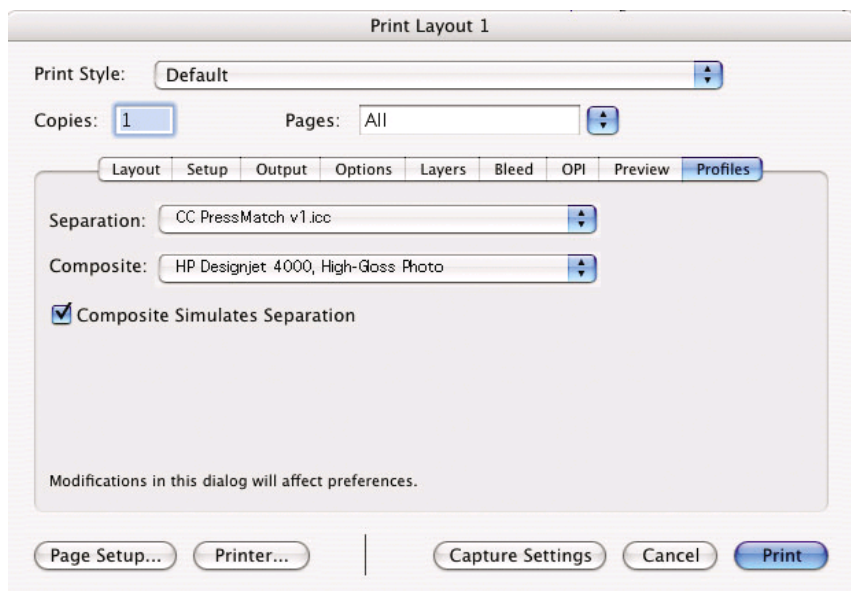 Print Layout 1
Print Style: Default
Copies: 1 Pages: All
Layout Setup Output Options Layers Bleed OPI Preview Profiles
Separation: CC PressMatch v1.icc
Composite: HP Designjet 4000, High-Gloss Photo
Composite Simulates Separation
Modifications in this dialog will affect preferences.
Page Setup... Printer... Capture Settings Cancel Print